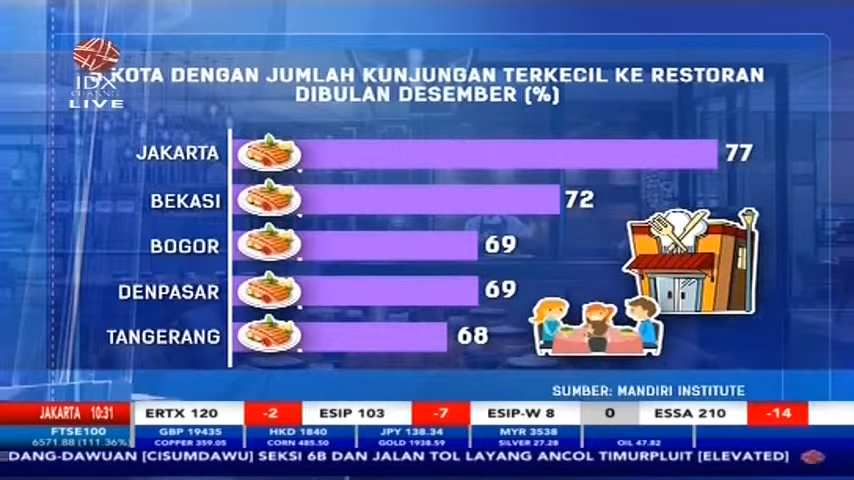 IDX
CHANNEL
LIVE
KOTA DENGAN JUMLAH KUNJUNGAN TERKECIL KE RESTORAN
DIBULAN DESEMBER (%)
JAKARTA 77
BEKASI 72
BOGOR 69
DENPASAR 69
TANGERANG 68
SUMBER: MANDIRI INSTITUTE
JAKARTA 10:31 ERTX 120 -2 ESIP 103 -7 ESIP-W 8 0 ESSA 210 -14
FTSE100 GBP 19435 HKD 1840 JPY 138.34 MYR 3538
6571.88 (111.36% COPPER 359.05 CORN 485.50 GOLD 1938.59 SILVER 27.28 OIL 47.82
DANG-DAWUAN [CISUMDAWU] SEKSI 6B DAN JALAN TOL LAYANG ANCOL TIMURPLUIT [ELEVATED]